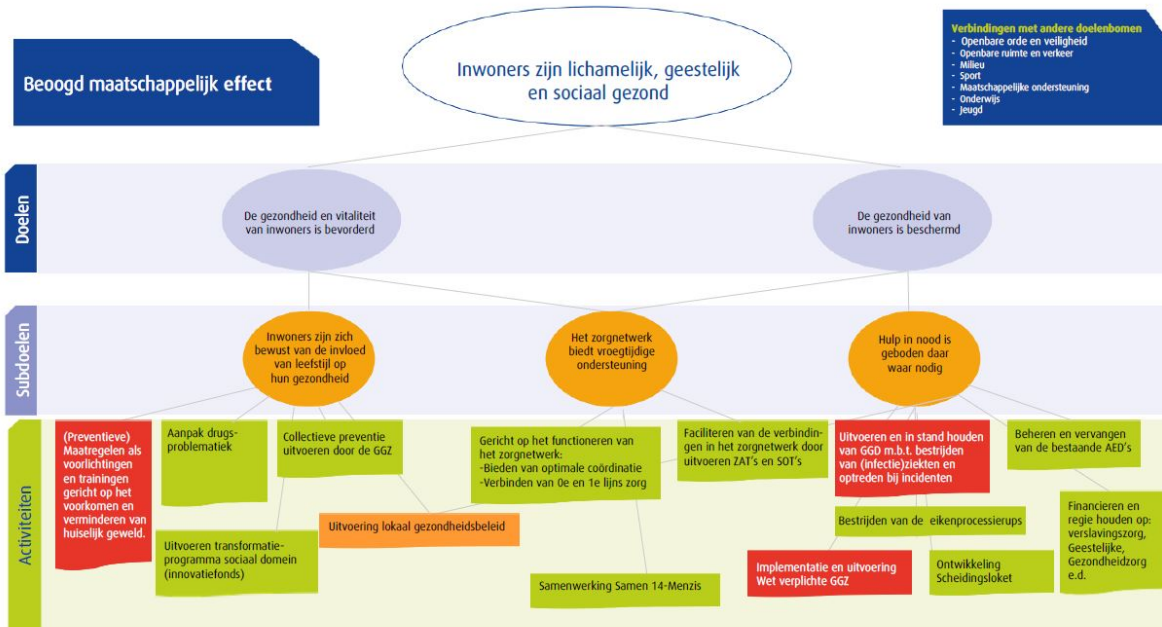 Beoogd maatschappelijk effect
Inwoners zijn lichamelijk, geestelijk
en sociaal gezond
Verbindingen met andere doelenbomen
- Openbare orde en veiligheid
- Openbare ruimte en verkeer
- Milieu
- Sport
- Maatschappelijke ondersteuning
- Onderwijs
- Jeugd
Doelen
De gezondheid en vitaliteit
van inwoners is bevorderd
De gezondheid van
inwoners is beschermd
Subdoelen
Inwoners zijn zich
bewust van de invloed
van leefstijl op
hun gezondheid
Het zorgnetwerk
biedt vroegtijdige
ondersteuning
Hulp in nood is
geboden daar
waar nodig
Activiteiten
(Preventieve)
Maatregelen als
voorlichtingen
en trainingen
gericht op het
voorkomen en
verminderen van
huiselijk geweld.
Aanpak drugs-
problematiek
Collectieve preventie
uitvoeren door de GGZ
Gericht op het functioneren van
het zorgnetwerk:
-Bieden van optimale coördinatie
-Verbinden van 0e en 1e lijns zorg
Faciliteren van de verbindin-
gen in het zorgnetwerk door
uitvoeren ZAT's en SOT's
Uitvoeren en in stand houden
van GGD m.b.t. bestrijden
van (infectie)ziekten en
optreden bij incidenten
Beheren en vervangen
van de bestaande AED's
Uitvoering lokaal gezondheidsbeleid
Bestrijden van de eikenprocessierups
Financieren en
regie houden op:
verslavingszorg,
Geestelijke,
Gezondheidzorg
e.d.
Uitvoeren transformatie-
programma sociaal domein
(innovatiefonds)
Samenwerking Samen 14-Menzis
Implementatie en uitvoering
Wet verplichte GGZ
Ontwikkeling
Scheidingsloket